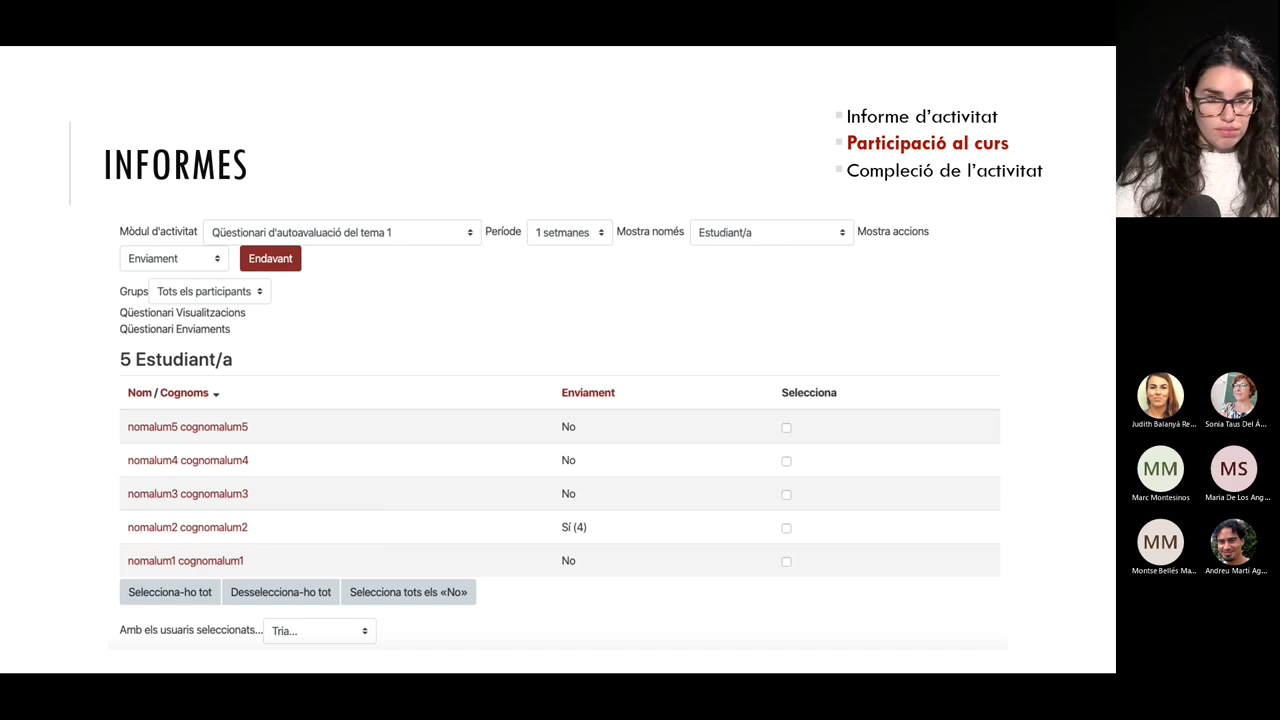 INFORMES
Informe d'activitat
Participació al curs
Compleció de l'activitat
Mòdul d'activitat Qüestionari d'autoavaluació del tema 1 Període 1 setmanes Mostra només Estudiant/a Mostra accions
Enviament Endavant
Grups Tots els participants
Qüestionari Visualitzacions
Qüestionari Enviaments
5 Estudiant/a
Nom / Cognoms Enviament Selecciona
nomalum5 cognomalum5 No
nomalum4 cognomalum4 No
nomalum3 cognomalum3 No
nomalum2 cognomalum2 Sí (4)
nomalum1 cognomalum1 No
Selecciona-ho tot Desselecciona-ho tot Selecciona tots els «No»
Amb els usuaris seleccionats... Tria...
Judith Balanyà Re... Sonia Taus Del Á...
MM MS
Marc Montesinos Maria De Los Ang...
MM
Montse Bellés Ma... Andreu Martí Ag...